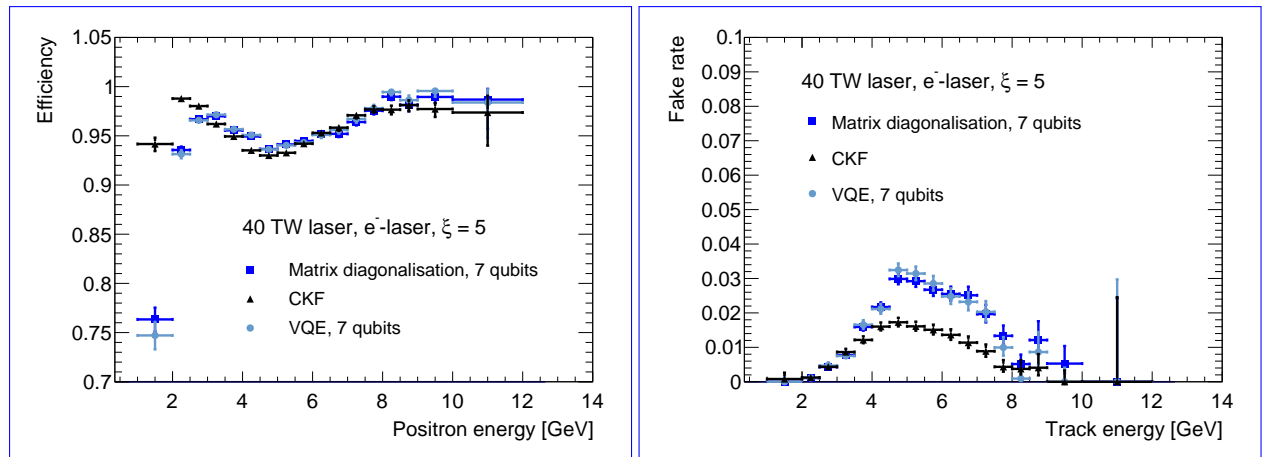 1.05
1
0.95
0.9
0.85
0.8
0.75
0.7
Efficiency
40 TW laser, e⁻-laser, ξ = 5
Matrix diagonalisation, 7 qubits
CKF
VQE, 7 qubits
2 4 6 8 10 12 14
Positron energy [GeV]
0.1
0.09
0.08
0.07
0.06
0.05
0.04
0.03
0.02
0.01
0
Fake rate
40 TW laser, e⁻-laser, ξ = 5
Matrix diagonalisation, 7 qubits
CKF
VQE, 7 qubits
2 4 6 8 10 12 14
Track energy [GeV]